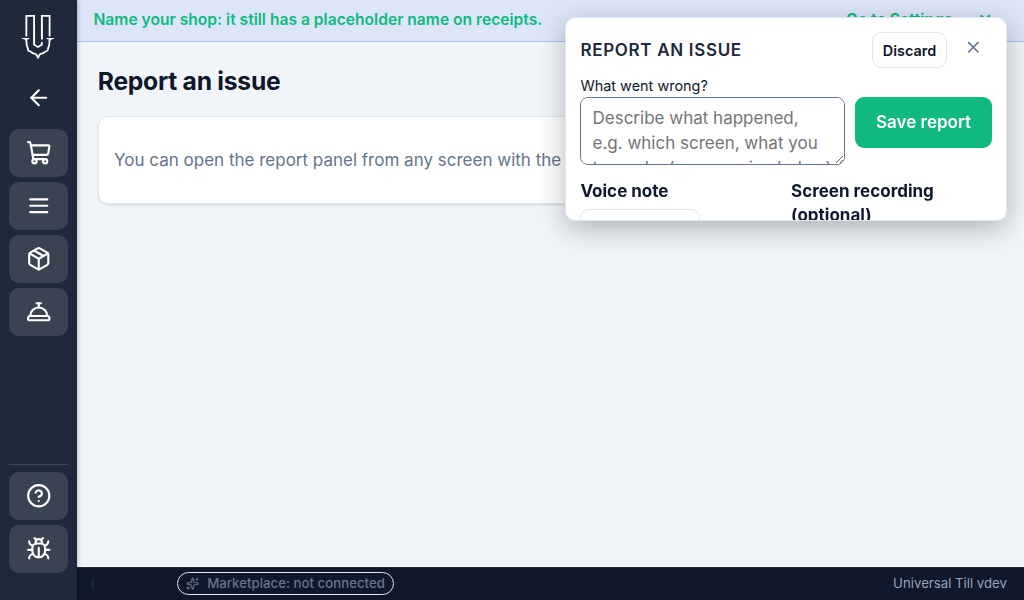 Name your shop: it still has a placeholder name on receipts.
REPORT AN ISSUE
Discard
Report an issue
What went wrong?
Describe what happened,
e.g. which screen, what you
Save report
You can open the report panel from any screen with the
Voice note
Screen recording
(optional)
Marketplace: not connected
Universal Till vdev